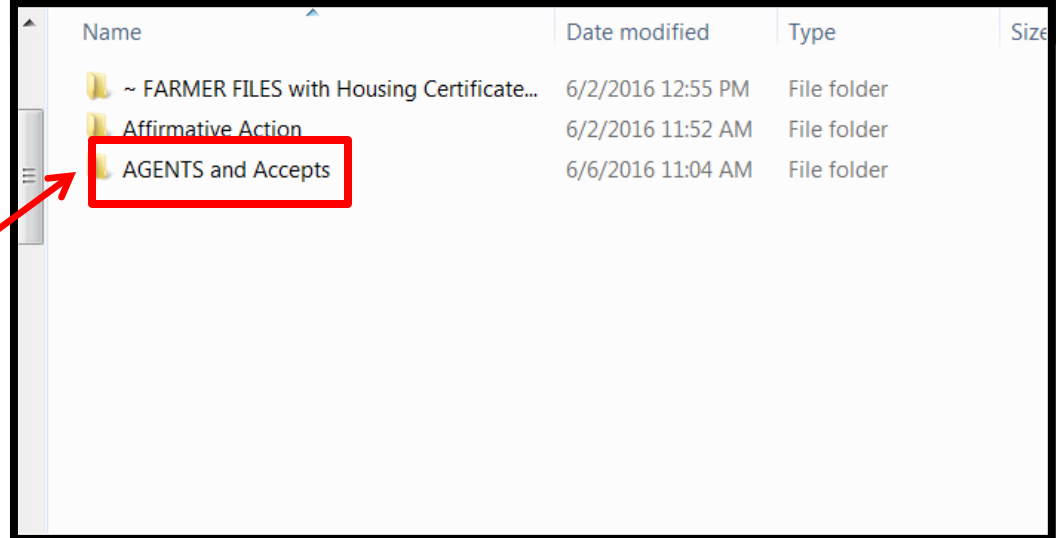 Name Date modified Type Size
~ FARMER FILES with Housing Certificate... 6/2/2016 12:55 PM File folder
Affirmative Action 6/2/2016 11:52 AM File folder
AGENTS and Accepts 6/6/2016 11:04 AM File folder